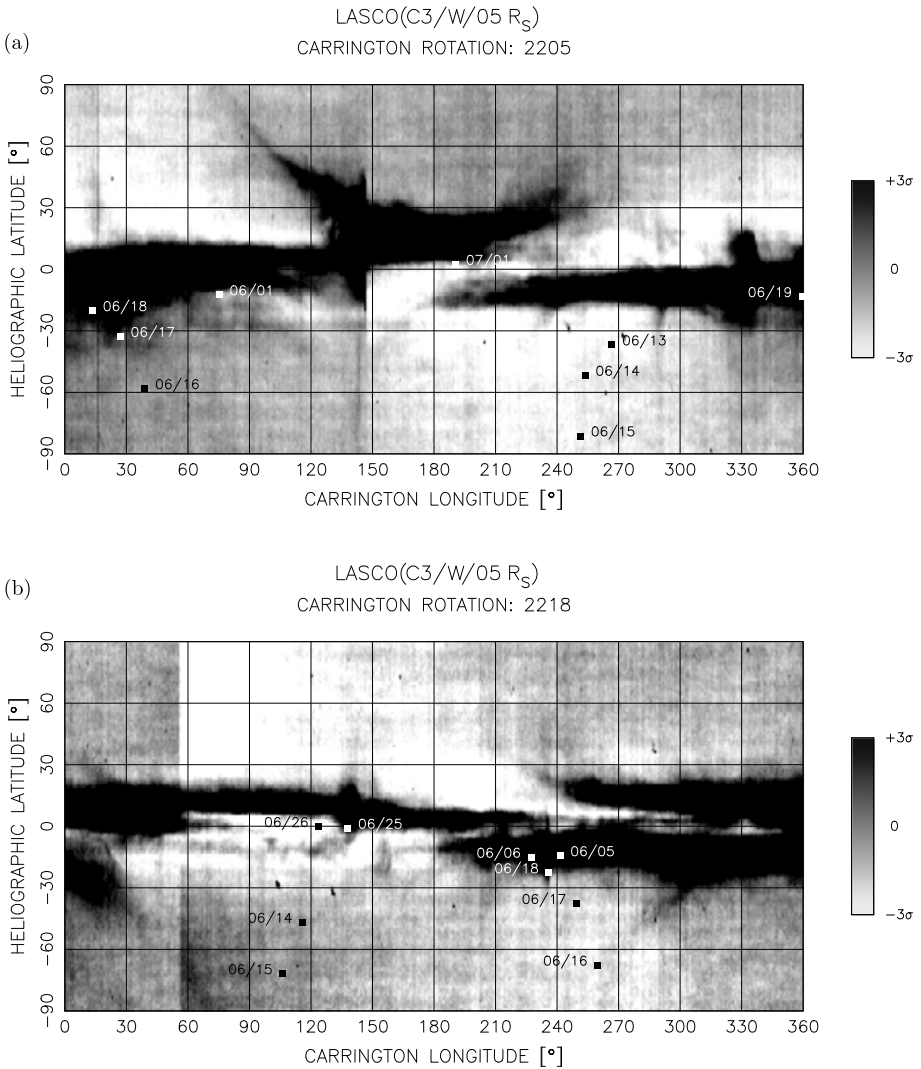 (a)
LASCO(C3/W/05 R_S)
CARRINGTON ROTATION: 2205
HELIOGRAPHIC LATITUDE [°]
90
60
30
0
−30
−60
−90
07/01
06/01
06/19
06/18
06/17
06/13
06/14
06/16
06/15
0 30 60 90 120 150 180 210 240 270 300 330 360
CARRINGTON LONGITUDE [°]
+3σ
0
−3σ
(b)
LASCO(C3/W/05 R_S)
CARRINGTON ROTATION: 2218
HELIOGRAPHIC LATITUDE [°]
90
60
30
0
−30
−60
−90
06/26 06/25
06/06 06/05
06/18
06/17
06/14
06/15
06/16
0 30 60 90 120 150 180 210 240 270 300 330 360
CARRINGTON LONGITUDE [°]
+3σ
0
−3σ